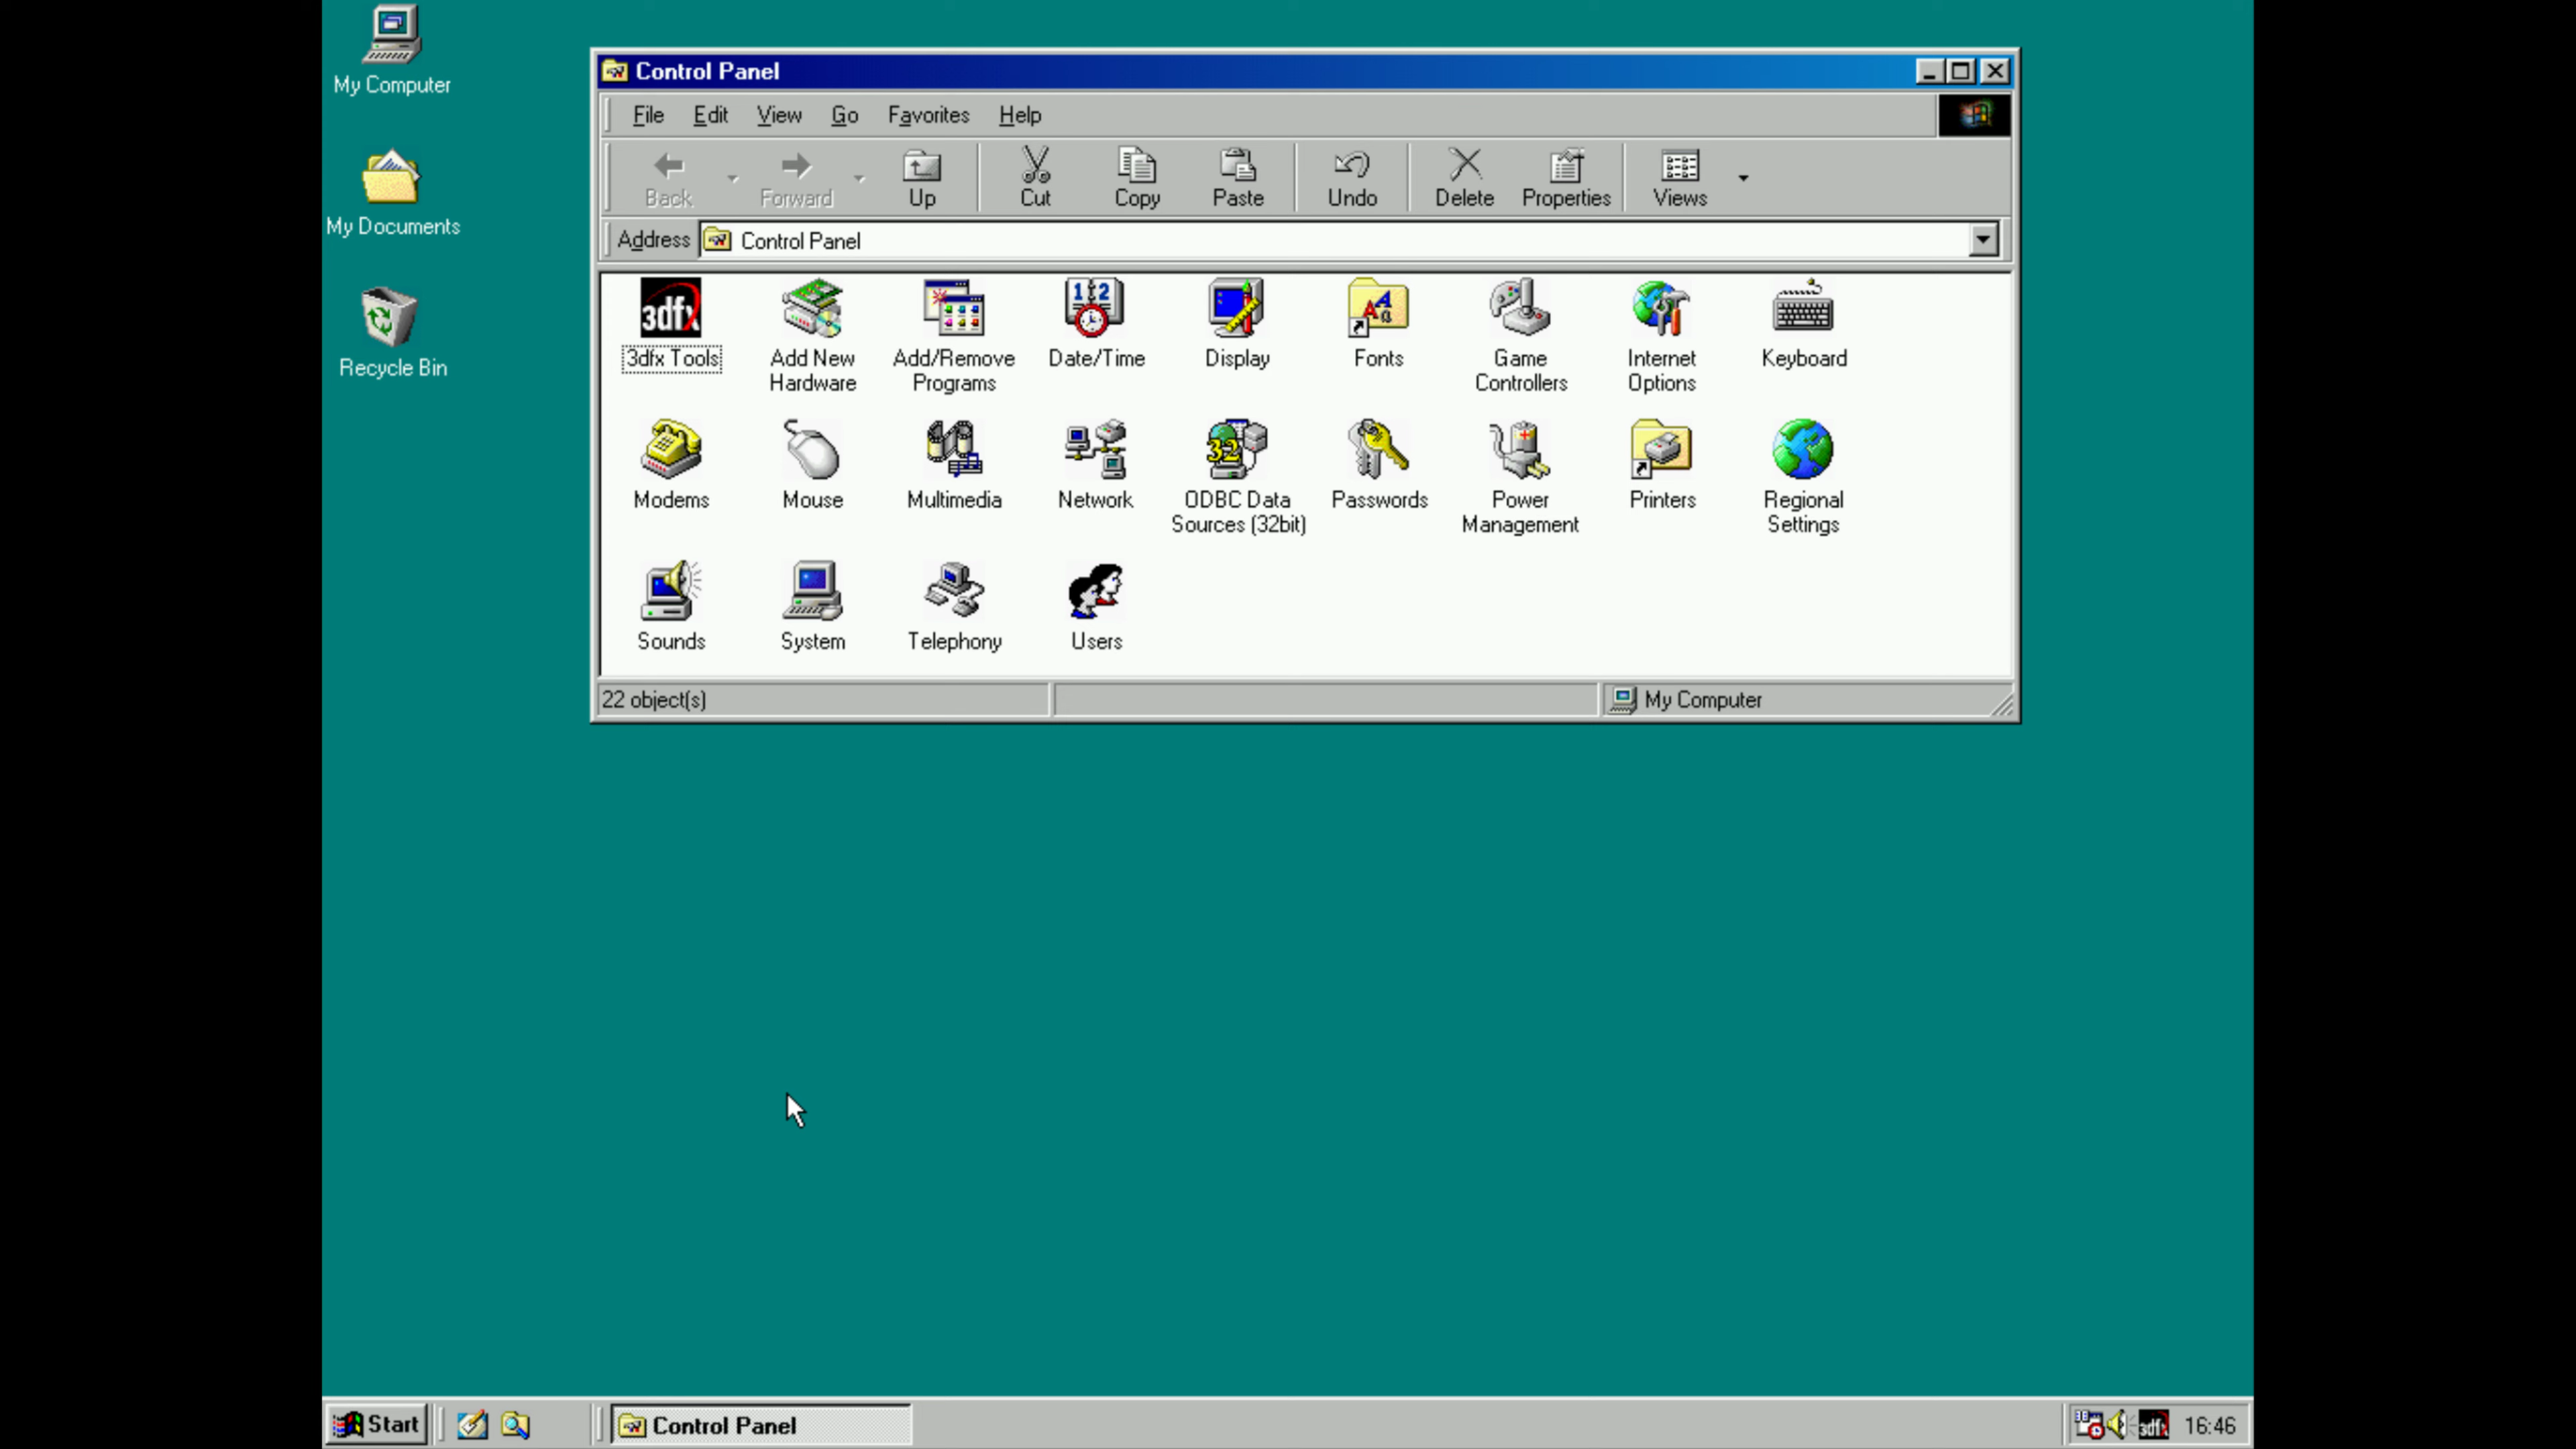 My Computer
My Documents
Recycle Bin
Control Panel
File Edit View Go Favorites Help
Back Forward Up Cut Copy Paste Undo Delete Properties Views
Address Control Panel
3dfx
12
32
3dfx Tools
Add New
Hardware
Add/Remove
Programs
Date/Time
Display
Fonts
Game
Controllers
Internet
Options
Keyboard
Modems
Mouse
Multimedia
Network
ODBC Data
Sources (32bit)
Passwords
Power
Management
Printers
Regional
Settings
Sounds
System
Telephony
Users
22 object(s)
My Computer
Start
Control Panel
3dfx
16:46